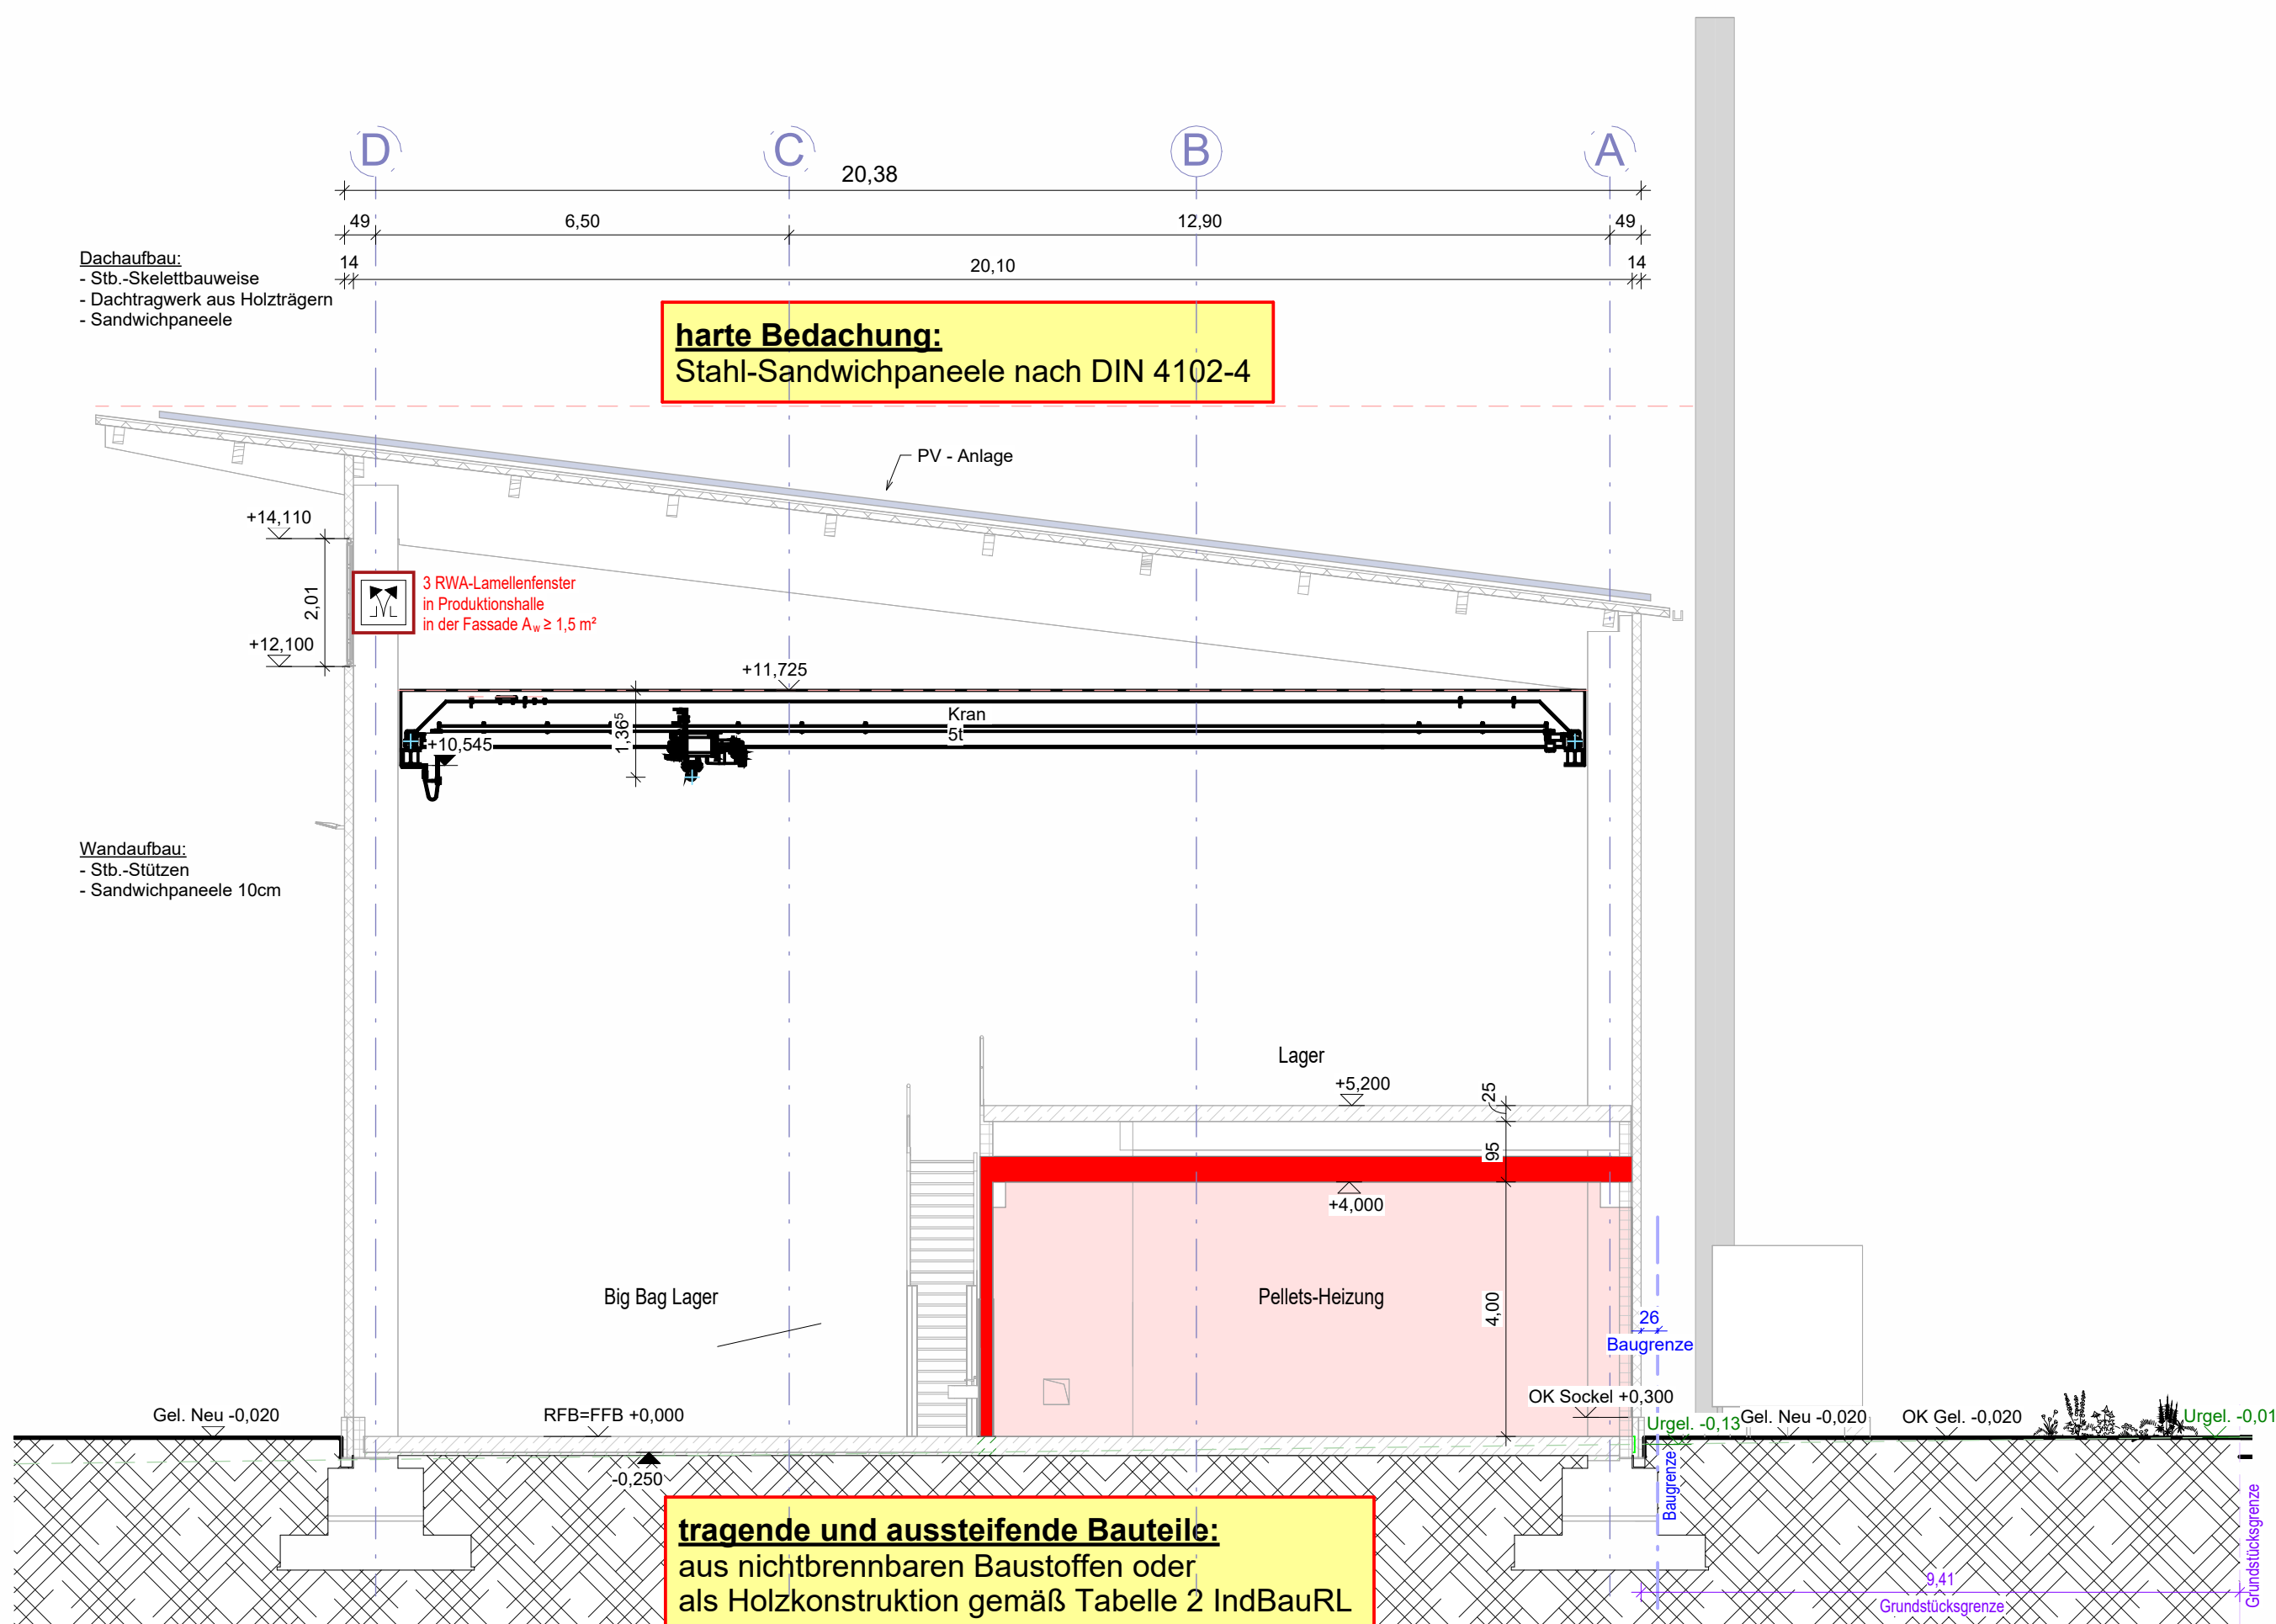 D
C
B
A
20,38
49
6,50
12,90
49
14
20,10
14
Dachaufbau:
- Stb.-Skelettbauweise
- Dachtragwerk aus Holzträgern
- Sandwichpaneele
harte Bedachung:
Stahl-Sandwichpaneele nach DIN 4102-4
PV - Anlage
+14,110
2,01
+12,100
3 RWA-Lamellenfenster
in Produktionshalle
in der Fassade Aw ≥ 1,5 m²
+11,725
Kran
5t
1,36⁵
+10,545
Wandaufbau:
- Stb.-Stützen
- Sandwichpaneele 10cm
Lager
+5,200
25
95
+4,000
Big Bag Lager
Pellets-Heizung
4,00
26
Baugrenze
OK Sockel +0,300
Gel. Neu -0,020
RFB=FFB +0,000
Urgel. -0,13
Gel. Neu -0,020
OK Gel. -0,020
Urgel. -0,01
-0,250
Baugrenze
Grundstücksgrenze
tragende und aussteifende Bauteile:
aus nichtbrennbaren Baustoffen oder
als Holzkonstruktion gemäß Tabelle 2 IndBauRL
9,41
Grundstücksgrenze